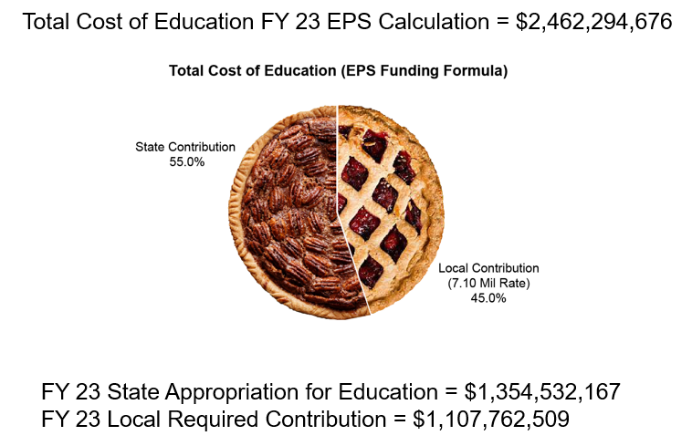 Total Cost of Education FY 23 EPS Calculation = $2,462,294,676
Total Cost of Education (EPS Funding Formula)
State Contribution
55.0%
Local Contribution
(7.10 Mil Rate)
45.0%
FY 23 State Appropriation for Education = $1,354,532,167
FY 23 Local Required Contribution = $1,107,762,509